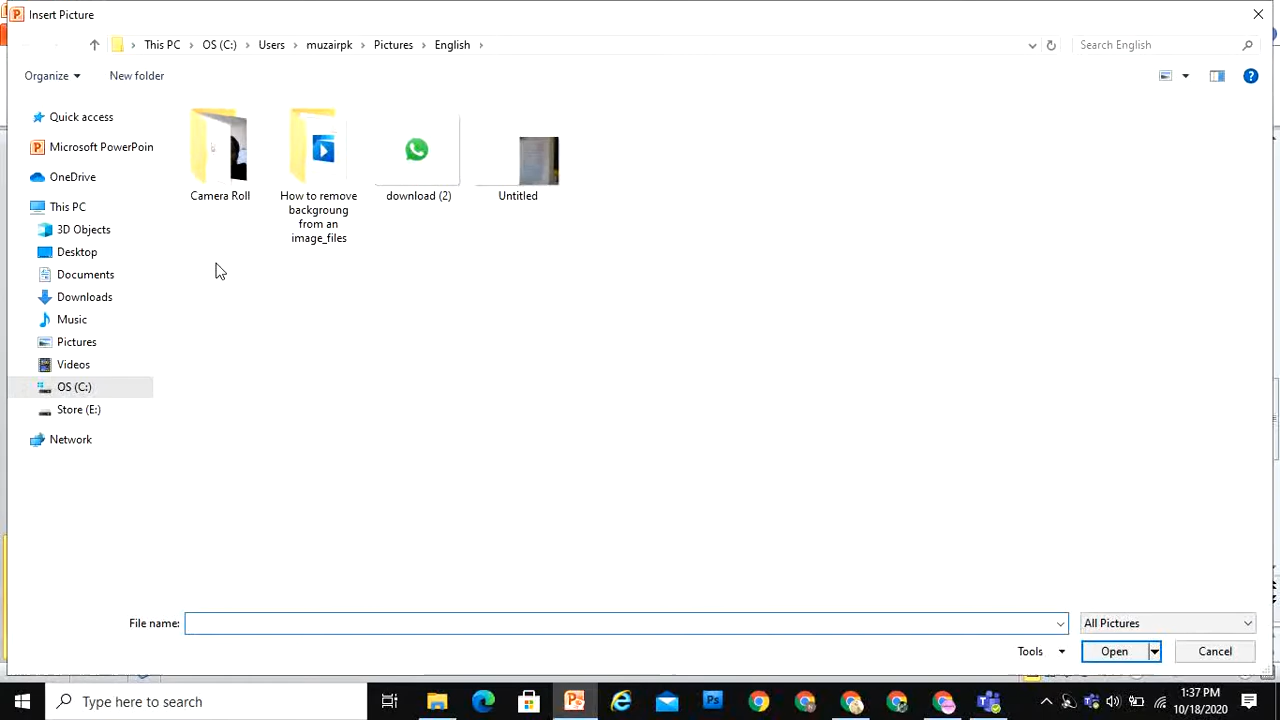 Insert Picture
This PC > OS (C:) > Users > muzairpk > Pictures > English >
Search English
Organize
New folder
Quick access
Microsoft PowerPoin
OneDrive
This PC
3D Objects
Desktop
Documents
Downloads
Music
Pictures
Videos
OS (C:)
Store (E:)
Network
Camera Roll
How to remove
backgroung
from an
image_files
download (2)
Untitled
File name:
All Pictures
Tools
Open
Cancel
Type here to search
1:37 PM
10/18/2020